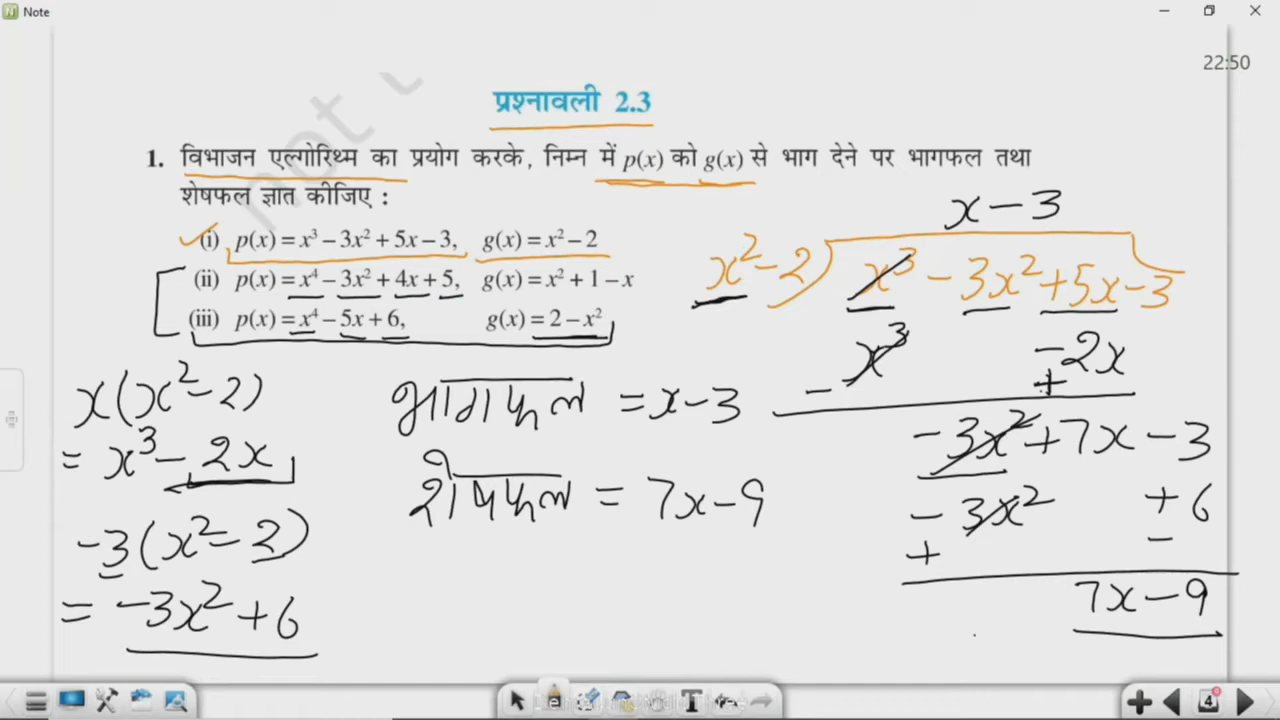 Note
22:50
not
प्रश्नावली 2.3
1. विभाजन एल्गोरिथ्म का प्रयोग करके, निम्न में p(x) को g(x) से भाग देने पर भागफल तथा
शेषफल ज्ञात कीजिए :
(i) p(x) = x³ – 3x² + 5x – 3, g(x) = x² – 2
(ii) p(x) = x⁴ – 3x² + 4x + 5, g(x) = x² + 1 – x
(iii) p(x) = x⁴ – 5x + 6, g(x) = 2 – x²
x – 3
x² – 2) x³ – 3x² + 5x – 3
x³ – 2x
– +
– 3x² + 7x – 3
– 3x² + 6
+ –
7x – 9
x(x² – 2)
= x³ – 2x
–3(x² – 2)
= –3x² + 6
भागफल = x – 3
शेषफल = 7x – 9
4